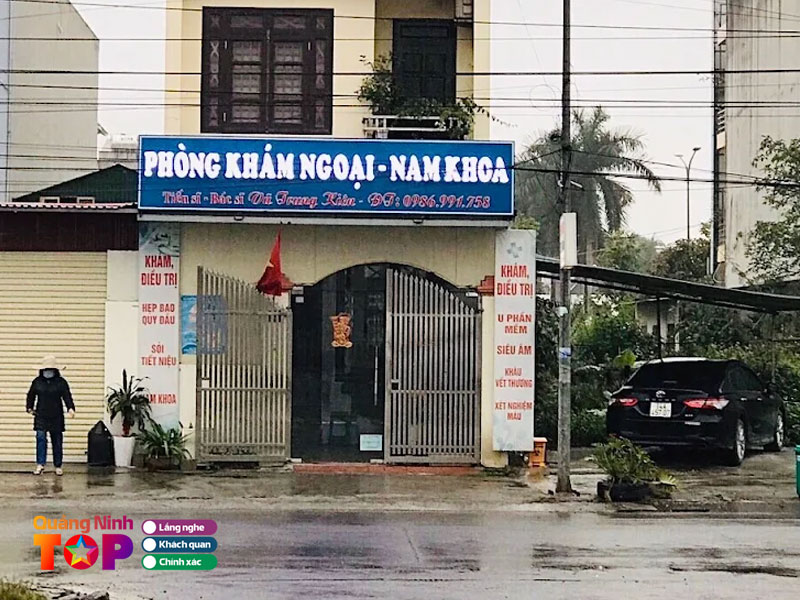 PHÒNG KHÁM NGOẠI - NAM KHOA
Tiến sĩ - Bác sĩ Vũ Trung Kiên - ĐT: 0986.991.758
KHÁM,
ĐIỀU TRỊ
HẸP BAO
QUY ĐẦU
SỎI
TIẾT NIỆU
NAM KHOA
KHÁM,
ĐIỀU TRỊ
U PHẦN
MỀM
SIÊU ÂM
KHÂU
VẾT THƯƠNG
XÉT NGHIỆM
MÁU
Quảng Ninh
TOP
Lắng nghe
Khách quan
Chính xác